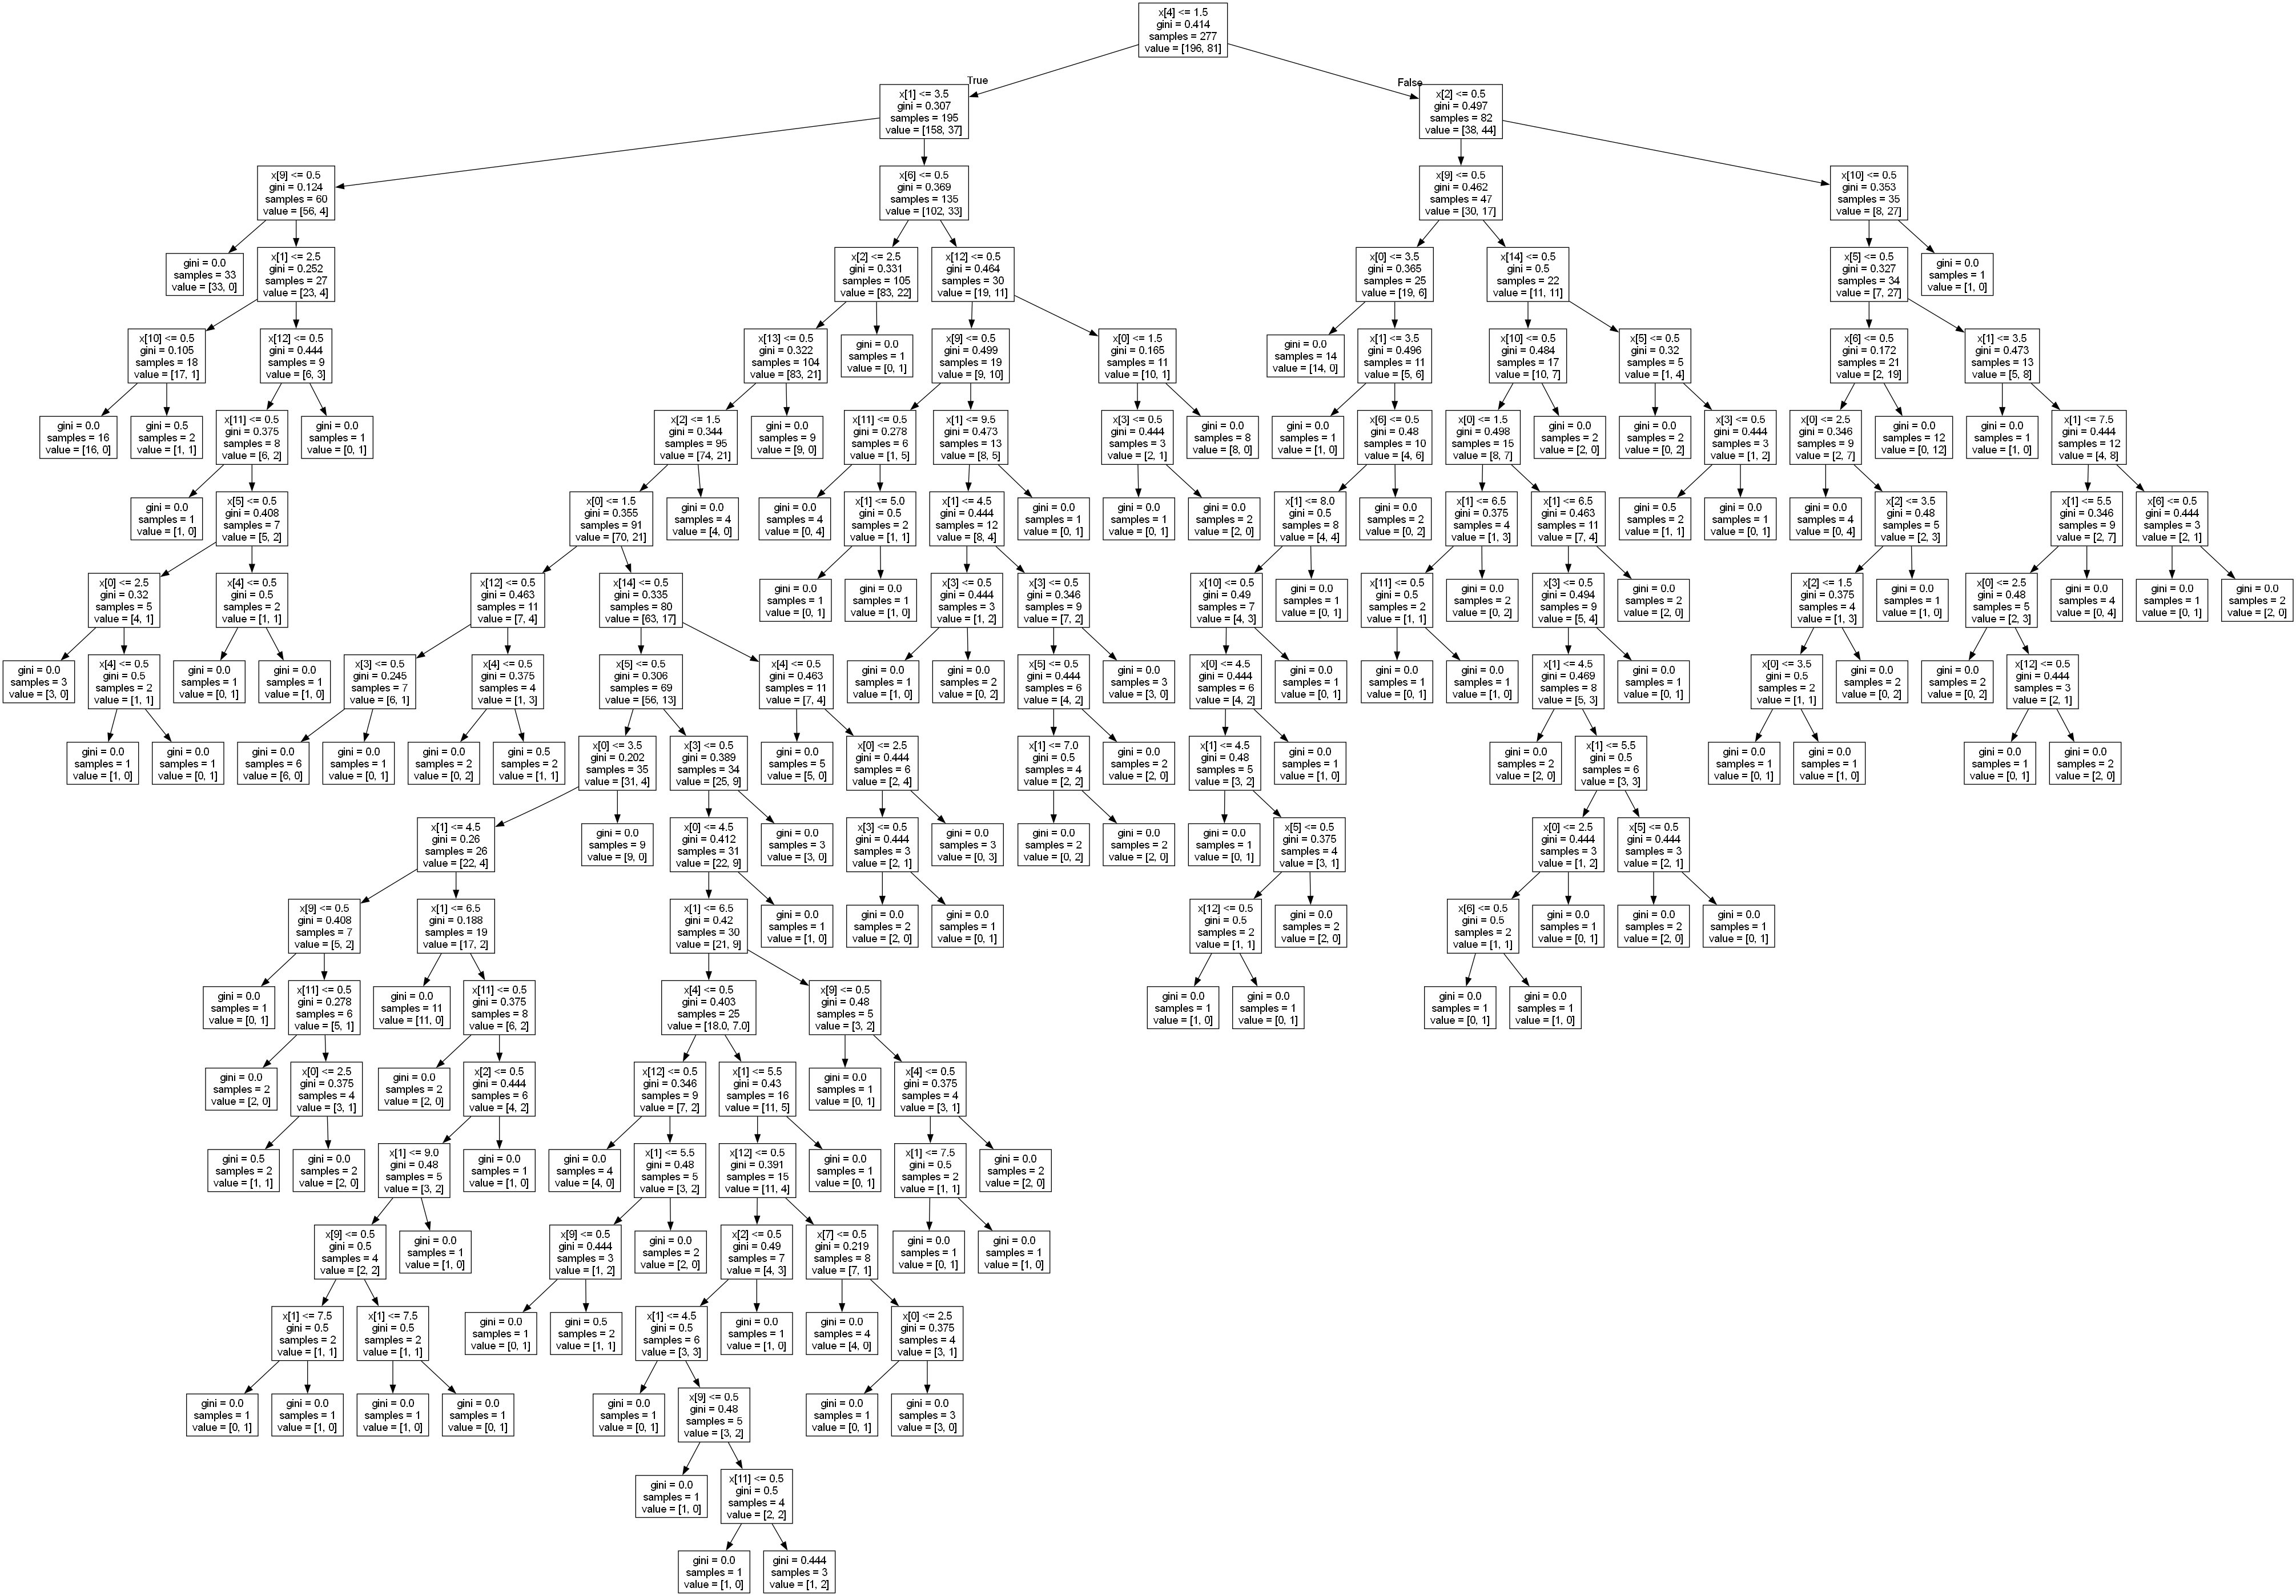 x[4] <= 1.5
gini = 0.414
samples = 277
value = [196, 81]
True
False
x[1] <= 3.5
gini = 0.307
samples = 195
value = [158, 37]
x[2] <= 0.5
gini = 0.497
samples = 82
value = [38, 44]
x[9] <= 0.5
gini = 0.124
samples = 60
value = [56, 4]
x[6] <= 0.5
gini = 0.369
samples = 135
value = [102, 33]
x[9] <= 0.5
gini = 0.462
samples = 47
value = [30, 17]
x[10] <= 0.5
gini = 0.353
samples = 35
value = [8, 27]
gini = 0.0
samples = 33
value = [33, 0]
x[1] <= 2.5
gini = 0.252
samples = 27
value = [23, 4]
x[2] <= 2.5
gini = 0.331
samples = 105
value = [83, 22]
x[12] <= 0.5
gini = 0.464
samples = 30
value = [19, 11]
x[0] <= 3.5
gini = 0.365
samples = 25
value = [19, 6]
x[14] <= 0.5
gini = 0.5
samples = 22
value = [11, 11]
x[5] <= 0.5
gini = 0.327
samples = 34
value = [7, 27]
gini = 0.0
samples = 1
value = [1, 0]
x[10] <= 0.5
gini = 0.105
samples = 18
value = [17, 1]
x[12] <= 0.5
gini = 0.444
samples = 9
value = [6, 3]
x[13] <= 0.5
gini = 0.322
samples = 104
value = [83, 21]
gini = 0.0
samples = 1
value = [0, 1]
x[9] <= 0.5
gini = 0.499
samples = 19
value = [9, 10]
x[0] <= 1.5
gini = 0.165
samples = 11
value = [10, 1]
gini = 0.0
samples = 14
value = [14, 0]
x[1] <= 3.5
gini = 0.496
samples = 11
value = [5, 6]
x[10] <= 0.5
gini = 0.484
samples = 17
value = [10, 7]
x[5] <= 0.5
gini = 0.32
samples = 5
value = [1, 4]
x[6] <= 0.5
gini = 0.172
samples = 21
value = [2, 19]
x[1] <= 3.5
gini = 0.473
samples = 13
value = [5, 8]
gini = 0.0
samples = 16
value = [16, 0]
gini = 0.5
samples = 2
value = [1, 1]
x[11] <= 0.5
gini = 0.375
samples = 8
value = [6, 2]
gini = 0.0
samples = 1
value = [0, 1]
x[2] <= 1.5
gini = 0.344
samples = 95
value = [74, 21]
gini = 0.0
samples = 9
value = [9, 0]
x[11] <= 0.5
gini = 0.278
samples = 6
value = [1, 5]
x[1] <= 9.5
gini = 0.473
samples = 13
value = [8, 5]
x[3] <= 0.5
gini = 0.444
samples = 3
value = [2, 1]
gini = 0.0
samples = 8
value = [8, 0]
gini = 0.0
samples = 1
value = [1, 0]
x[6] <= 0.5
gini = 0.48
samples = 10
value = [4, 6]
x[0] <= 1.5
gini = 0.498
samples = 15
value = [8, 7]
gini = 0.0
samples = 2
value = [2, 0]
gini = 0.0
samples = 2
value = [0, 2]
x[3] <= 0.5
gini = 0.444
samples = 3
value = [1, 2]
x[0] <= 2.5
gini = 0.346
samples = 9
value = [2, 7]
gini = 0.0
samples = 12
value = [0, 12]
gini = 0.0
samples = 1
value = [1, 0]
x[1] <= 7.5
gini = 0.444
samples = 12
value = [4, 8]
gini = 0.0
samples = 1
value = [1, 0]
x[5] <= 0.5
gini = 0.408
samples = 7
value = [5, 2]
x[0] <= 1.5
gini = 0.355
samples = 91
value = [70, 21]
gini = 0.0
samples = 4
value = [4, 0]
gini = 0.0
samples = 4
value = [0, 4]
x[1] <= 5.0
gini = 0.5
samples = 2
value = [1, 1]
x[1] <= 4.5
gini = 0.444
samples = 12
value = [8, 4]
gini = 0.0
samples = 1
value = [0, 1]
gini = 0.0
samples = 1
value = [0, 1]
gini = 0.0
samples = 2
value = [2, 0]
x[1] <= 8.0
gini = 0.5
samples = 8
value = [4, 4]
gini = 0.0
samples = 2
value = [0, 2]
x[1] <= 6.5
gini = 0.375
samples = 4
value = [1, 3]
x[1] <= 6.5
gini = 0.463
samples = 11
value = [7, 4]
gini = 0.5
samples = 2
value = [1, 1]
gini = 0.0
samples = 1
value = [0, 1]
gini = 0.0
samples = 4
value = [0, 4]
x[2] <= 3.5
gini = 0.48
samples = 5
value = [2, 3]
x[1] <= 5.5
gini = 0.346
samples = 9
value = [2, 7]
x[6] <= 0.5
gini = 0.444
samples = 3
value = [2, 1]
x[0] <= 2.5
gini = 0.32
samples = 5
value = [4, 1]
x[4] <= 0.5
gini = 0.5
samples = 2
value = [1, 1]
x[12] <= 0.5
gini = 0.463
samples = 11
value = [7, 4]
x[14] <= 0.5
gini = 0.335
samples = 80
value = [63, 17]
gini = 0.0
samples = 1
value = [0, 1]
gini = 0.0
samples = 1
value = [1, 0]
x[3] <= 0.5
gini = 0.444
samples = 3
value = [1, 2]
x[3] <= 0.5
gini = 0.346
samples = 9
value = [7, 2]
x[10] <= 0.5
gini = 0.49
samples = 7
value = [4, 3]
gini = 0.0
samples = 1
value = [0, 1]
x[11] <= 0.5
gini = 0.5
samples = 2
value = [1, 1]
gini = 0.0
samples = 2
value = [0, 2]
x[3] <= 0.5
gini = 0.494
samples = 9
value = [5, 4]
gini = 0.0
samples = 2
value = [2, 0]
x[2] <= 1.5
gini = 0.375
samples = 4
value = [1, 3]
gini = 0.0
samples = 1
value = [1, 0]
x[0] <= 2.5
gini = 0.48
samples = 5
value = [2, 3]
gini = 0.0
samples = 4
value = [0, 4]
gini = 0.0
samples = 1
value = [0, 1]
gini = 0.0
samples = 2
value = [2, 0]
gini = 0.0
samples = 3
value = [3, 0]
x[4] <= 0.5
gini = 0.5
samples = 2
value = [1, 1]
gini = 0.0
samples = 1
value = [0, 1]
gini = 0.0
samples = 1
value = [1, 0]
x[3] <= 0.5
gini = 0.245
samples = 7
value = [6, 1]
x[4] <= 0.5
gini = 0.375
samples = 4
value = [1, 3]
x[5] <= 0.5
gini = 0.306
samples = 69
value = [56, 13]
x[4] <= 0.5
gini = 0.463
samples = 11
value = [7, 4]
gini = 0.0
samples = 1
value = [1, 0]
gini = 0.0
samples = 2
value = [0, 2]
x[5] <= 0.5
gini = 0.444
samples = 6
value = [4, 2]
gini = 0.0
samples = 3
value = [3, 0]
x[0] <= 4.5
gini = 0.444
samples = 6
value = [4, 2]
gini = 0.0
samples = 1
value = [0, 1]
gini = 0.0
samples = 1
value = [0, 1]
gini = 0.0
samples = 1
value = [1, 0]
x[1] <= 4.5
gini = 0.469
samples = 8
value = [5, 3]
gini = 0.0
samples = 1
value = [0, 1]
x[0] <= 3.5
gini = 0.5
samples = 2
value = [1, 1]
gini = 0.0
samples = 2
value = [0, 2]
gini = 0.0
samples = 2
value = [0, 2]
x[12] <= 0.5
gini = 0.444
samples = 3
value = [2, 1]
gini = 0.0
samples = 1
value = [1, 0]
gini = 0.0
samples = 1
value = [0, 1]
gini = 0.0
samples = 6
value = [6, 0]
gini = 0.0
samples = 1
value = [0, 1]
gini = 0.0
samples = 2
value = [0, 2]
gini = 0.5
samples = 2
value = [1, 1]
x[0] <= 3.5
gini = 0.202
samples = 35
value = [31, 4]
x[3] <= 0.5
gini = 0.389
samples = 34
value = [25, 9]
gini = 0.0
samples = 5
value = [5, 0]
x[0] <= 2.5
gini = 0.444
samples = 6
value = [2, 4]
x[1] <= 7.0
gini = 0.5
samples = 4
value = [2, 2]
gini = 0.0
samples = 2
value = [2, 0]
x[1] <= 4.5
gini = 0.48
samples = 5
value = [3, 2]
gini = 0.0
samples = 1
value = [1, 0]
gini = 0.0
samples = 2
value = [2, 0]
x[1] <= 5.5
gini = 0.5
samples = 6
value = [3, 3]
gini = 0.0
samples = 1
value = [0, 1]
gini = 0.0
samples = 1
value = [1, 0]
gini = 0.0
samples = 1
value = [0, 1]
gini = 0.0
samples = 2
value = [2, 0]
x[1] <= 4.5
gini = 0.26
samples = 26
value = [22, 4]
gini = 0.0
samples = 9
value = [9, 0]
x[0] <= 4.5
gini = 0.412
samples = 31
value = [22, 9]
gini = 0.0
samples = 3
value = [3, 0]
x[3] <= 0.5
gini = 0.444
samples = 3
value = [2, 1]
gini = 0.0
samples = 3
value = [0, 3]
gini = 0.0
samples = 2
value = [0, 2]
gini = 0.0
samples = 2
value = [2, 0]
gini = 0.0
samples = 1
value = [0, 1]
x[5] <= 0.5
gini = 0.375
samples = 4
value = [3, 1]
x[0] <= 2.5
gini = 0.444
samples = 3
value = [1, 2]
x[5] <= 0.5
gini = 0.444
samples = 3
value = [2, 1]
x[9] <= 0.5
gini = 0.408
samples = 7
value = [5, 2]
x[1] <= 6.5
gini = 0.188
samples = 19
value = [17, 2]
x[1] <= 6.5
gini = 0.42
samples = 30
value = [21, 9]
gini = 0.0
samples = 1
value = [1, 0]
gini = 0.0
samples = 2
value = [2, 0]
gini = 0.0
samples = 1
value = [0, 1]
x[12] <= 0.5
gini = 0.5
samples = 2
value = [1, 1]
gini = 0.0
samples = 2
value = [2, 0]
x[6] <= 0.5
gini = 0.5
samples = 2
value = [1, 1]
gini = 0.0
samples = 1
value = [0, 1]
gini = 0.0
samples = 2
value = [2, 0]
gini = 0.0
samples = 1
value = [0, 1]
gini = 0.0
samples = 1
value = [0, 1]
x[11] <= 0.5
gini = 0.278
samples = 6
value = [5, 1]
gini = 0.0
samples = 11
value = [11, 0]
x[11] <= 0.5
gini = 0.375
samples = 8
value = [6, 2]
x[4] <= 0.5
gini = 0.403
samples = 25
value = [18.0, 7.0]
x[9] <= 0.5
gini = 0.48
samples = 5
value = [3, 2]
gini = 0.0
samples = 1
value = [1, 0]
gini = 0.0
samples = 1
value = [0, 1]
gini = 0.0
samples = 1
value = [0, 1]
gini = 0.0
samples = 1
value = [1, 0]
gini = 0.0
samples = 2
value = [2, 0]
x[0] <= 2.5
gini = 0.375
samples = 4
value = [3, 1]
gini = 0.0
samples = 2
value = [2, 0]
x[2] <= 0.5
gini = 0.444
samples = 6
value = [4, 2]
x[12] <= 0.5
gini = 0.346
samples = 9
value = [7, 2]
x[1] <= 5.5
gini = 0.43
samples = 16
value = [11, 5]
gini = 0.0
samples = 1
value = [0, 1]
x[4] <= 0.5
gini = 0.375
samples = 4
value = [3, 1]
gini = 0.5
samples = 2
value = [1, 1]
gini = 0.0
samples = 2
value = [2, 0]
x[1] <= 9.0
gini = 0.48
samples = 5
value = [3, 2]
gini = 0.0
samples = 1
value = [1, 0]
gini = 0.0
samples = 4
value = [4, 0]
x[1] <= 5.5
gini = 0.48
samples = 5
value = [3, 2]
x[12] <= 0.5
gini = 0.391
samples = 15
value = [11, 4]
gini = 0.0
samples = 1
value = [0, 1]
x[1] <= 7.5
gini = 0.5
samples = 2
value = [1, 1]
gini = 0.0
samples = 2
value = [2, 0]
x[9] <= 0.5
gini = 0.5
samples = 4
value = [2, 2]
gini = 0.0
samples = 1
value = [1, 0]
x[9] <= 0.5
gini = 0.444
samples = 3
value = [1, 2]
gini = 0.0
samples = 2
value = [2, 0]
x[2] <= 0.5
gini = 0.49
samples = 7
value = [4, 3]
x[7] <= 0.5
gini = 0.219
samples = 8
value = [7, 1]
gini = 0.0
samples = 1
value = [0, 1]
gini = 0.0
samples = 1
value = [1, 0]
x[1] <= 7.5
gini = 0.5
samples = 2
value = [1, 1]
x[1] <= 7.5
gini = 0.5
samples = 2
value = [1, 1]
gini = 0.0
samples = 1
value = [0, 1]
gini = 0.5
samples = 2
value = [1, 1]
x[1] <= 4.5
gini = 0.5
samples = 6
value = [3, 3]
gini = 0.0
samples = 1
value = [1, 0]
gini = 0.0
samples = 4
value = [4, 0]
x[0] <= 2.5
gini = 0.375
samples = 4
value = [3, 1]
gini = 0.0
samples = 1
value = [0, 1]
gini = 0.0
samples = 1
value = [1, 0]
gini = 0.0
samples = 1
value = [1, 0]
gini = 0.0
samples = 1
value = [0, 1]
gini = 0.0
samples = 1
value = [0, 1]
x[9] <= 0.5
gini = 0.48
samples = 5
value = [3, 2]
gini = 0.0
samples = 1
value = [0, 1]
gini = 0.0
samples = 3
value = [3, 0]
gini = 0.0
samples = 1
value = [1, 0]
x[11] <= 0.5
gini = 0.5
samples = 4
value = [2, 2]
gini = 0.0
samples = 1
value = [1, 0]
gini = 0.444
samples = 3
value = [1, 2]